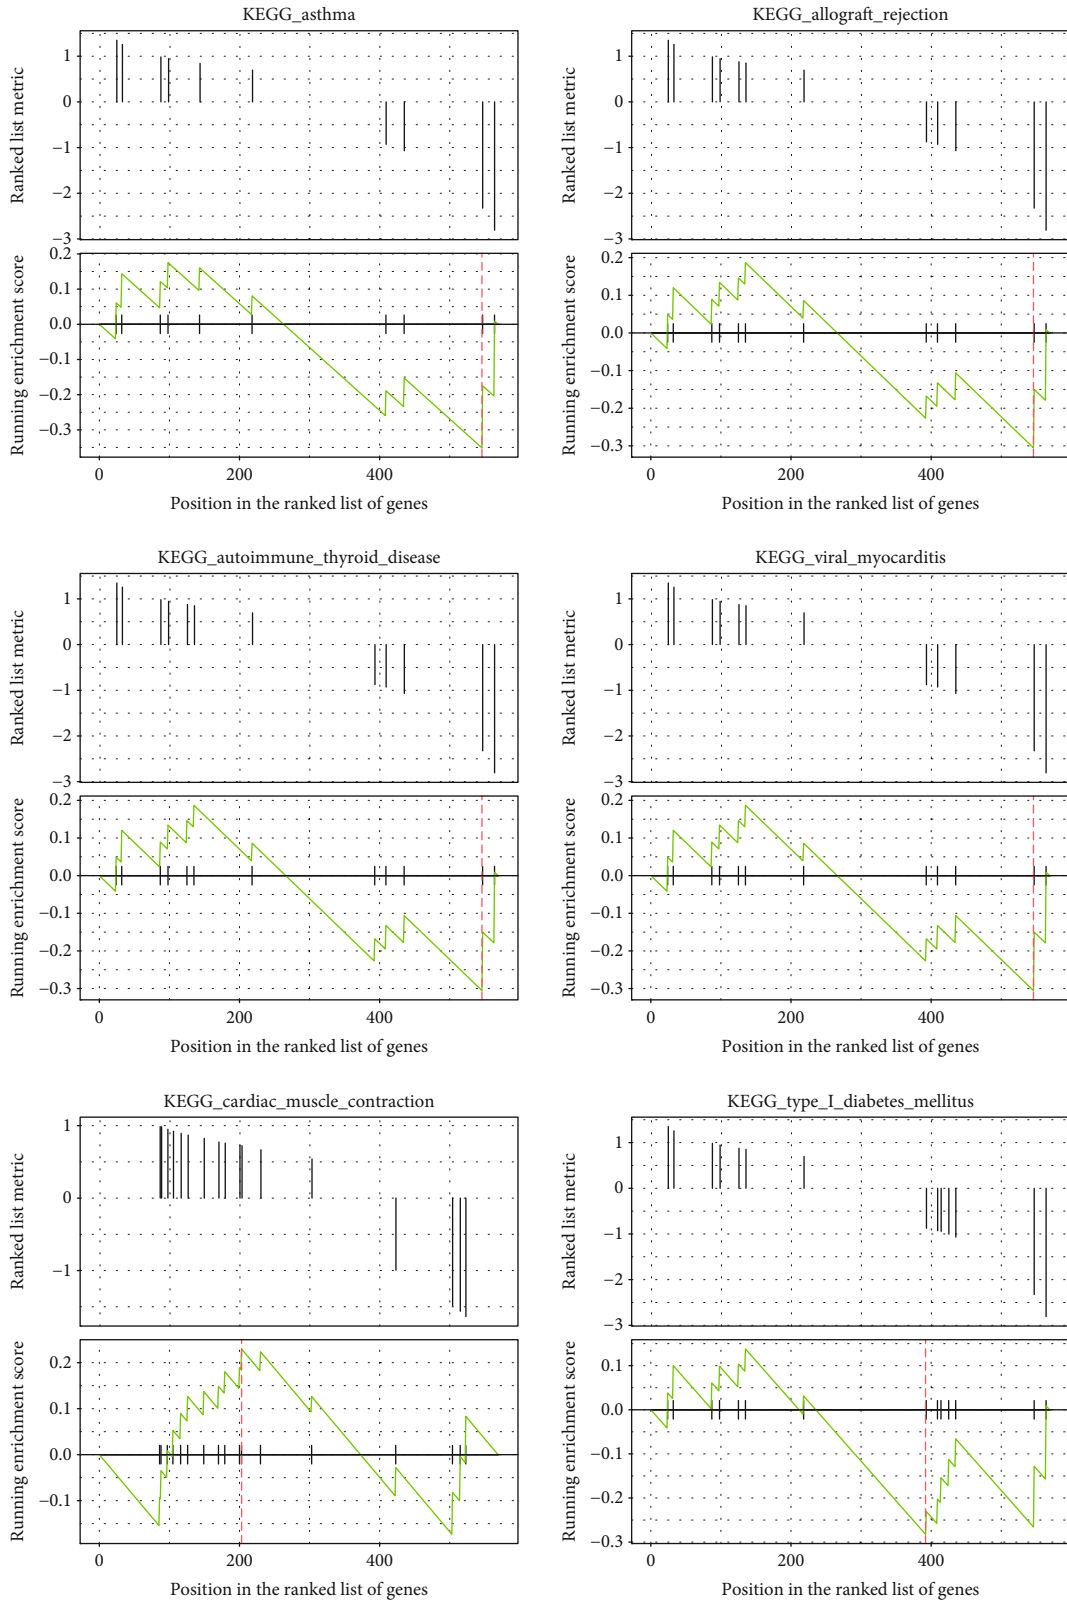 KEGG_asthma
Ranked list metric
1
0
−1
−2
−3
Running enrichment score
0.2
0.1
0.0
−0.1
−0.2
−0.3
0 200 400
Position in the ranked list of genes
KEGG_allograft_rejection
Ranked list metric
1
0
−1
−2
−3
Running enrichment score
0.2
0.1
0.0
−0.1
−0.2
−0.3
0 200 400
Position in the ranked list of genes
KEGG_autoimmune_thyroid_disease
Ranked list metric
1
0
−1
−2
−3
Running enrichment score
0.2
0.1
0.0
−0.1
−0.2
−0.3
0 200 400
Position in the ranked list of genes
KEGG_viral_myocarditis
Ranked list metric
1
0
−1
−2
−3
Running enrichment score
0.2
0.1
0.0
−0.1
−0.2
−0.3
0 200 400
Position in the ranked list of genes
KEGG_cardiac_muscle_contraction
Ranked list metric
1
0
−1
Running enrichment score
0.2
0.1
0.0
−0.1
0 200 400
Position in the ranked list of genes
KEGG_type_I_diabetes_mellitus
Ranked list metric
1
0
−1
−2
−3
Running enrichment score
0.1
0.0
−0.1
−0.2
−0.3
0 200 400
Position in the ranked list of genes